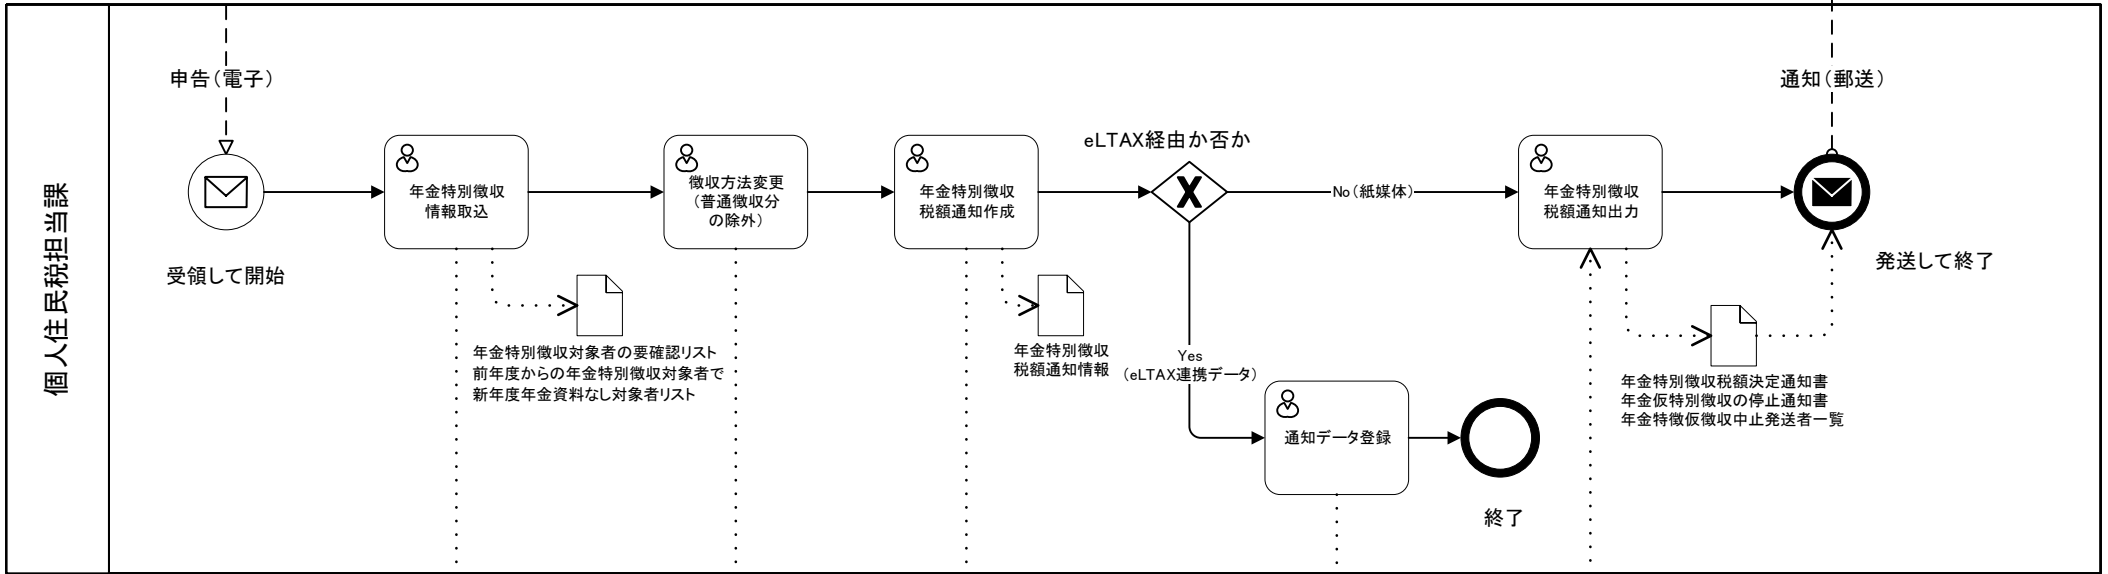 個人住民税担当課
申告（電子）
受領して開始
年金特別徴収
情報取込
年金特別徴収対象者の要確認リスト
前年度からの年金特別徴収対象者で
新年度年金資料なし対象者リスト
徴収方法変更
（普通徴収分
の除外）
年金特別徴収
税額通知作成
年金特別徴収
税額通知情報
eLTAX経由か否か
No（紙媒体）
Yes
（eLTAX連携データ）
通知データ登録
終了
年金特別徴収
税額通知出力
年金特別徴収税額決定通知書
年金仮特別徴収の停止通知書
年金特徴仮徴収中止発送者一覧
通知（郵送）
発送して終了